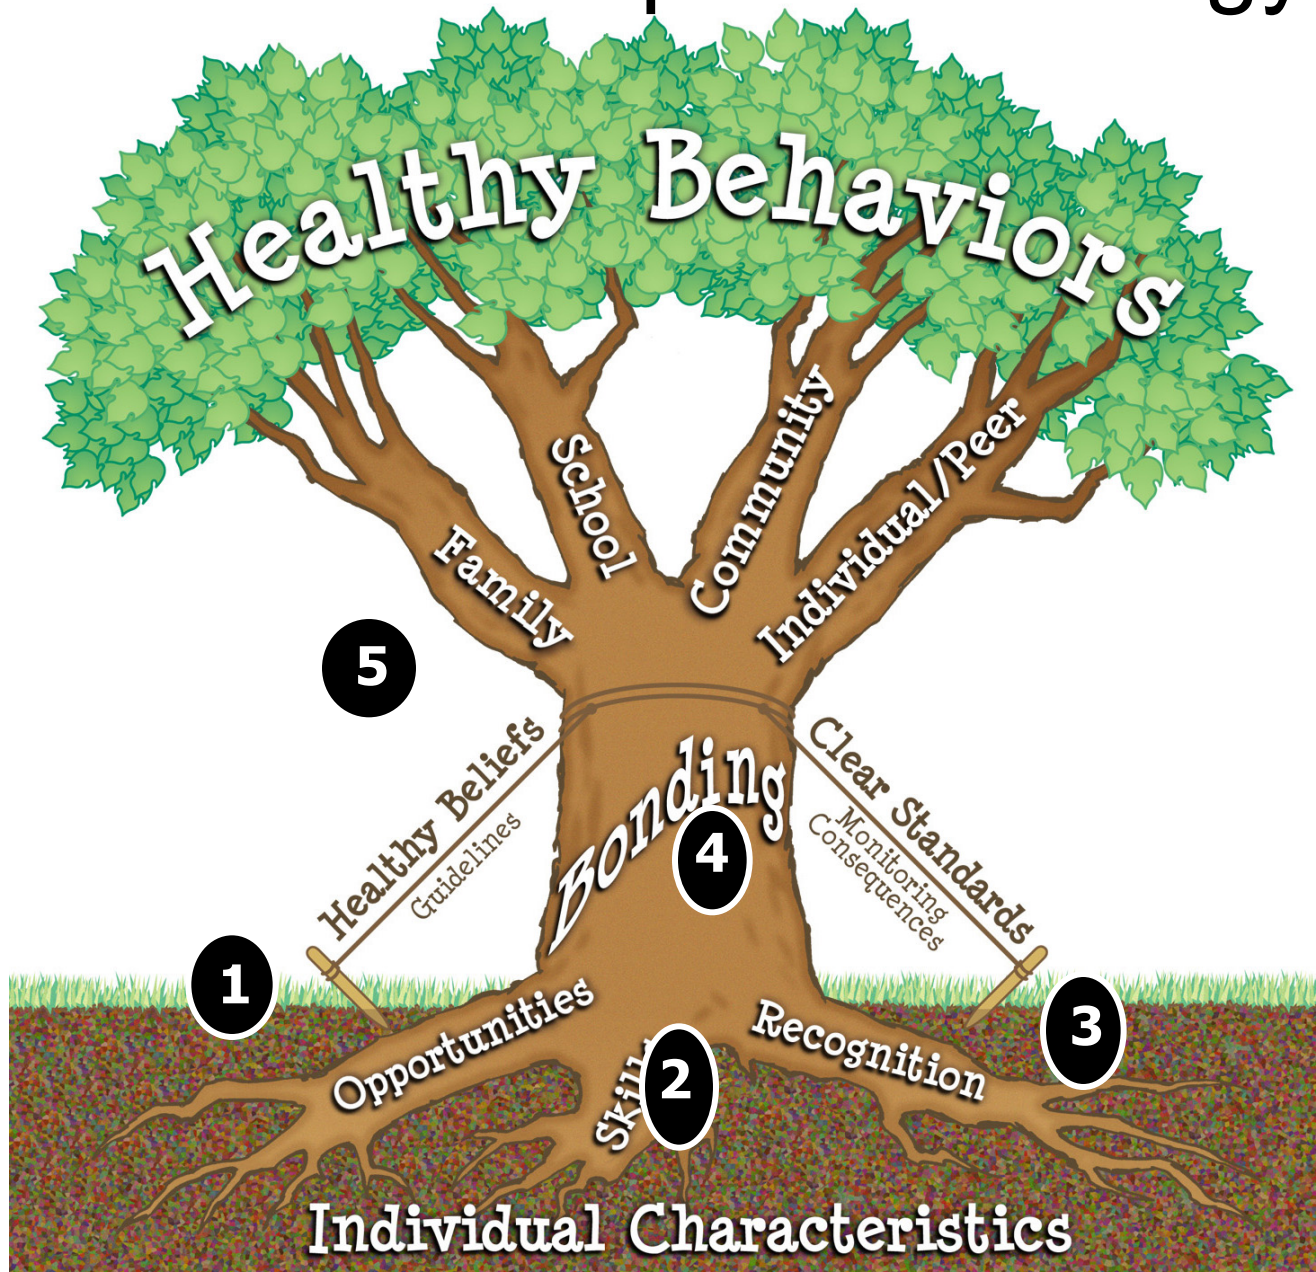 Healthy Behaviors
Family
School
Community
Individual/Peer
5
Healthy Beliefs
Guidelines
Bonding
4
Clear Standards
Monitoring
Consequences
1
Opportunities
2
Recognition
3
Individual Characteristics